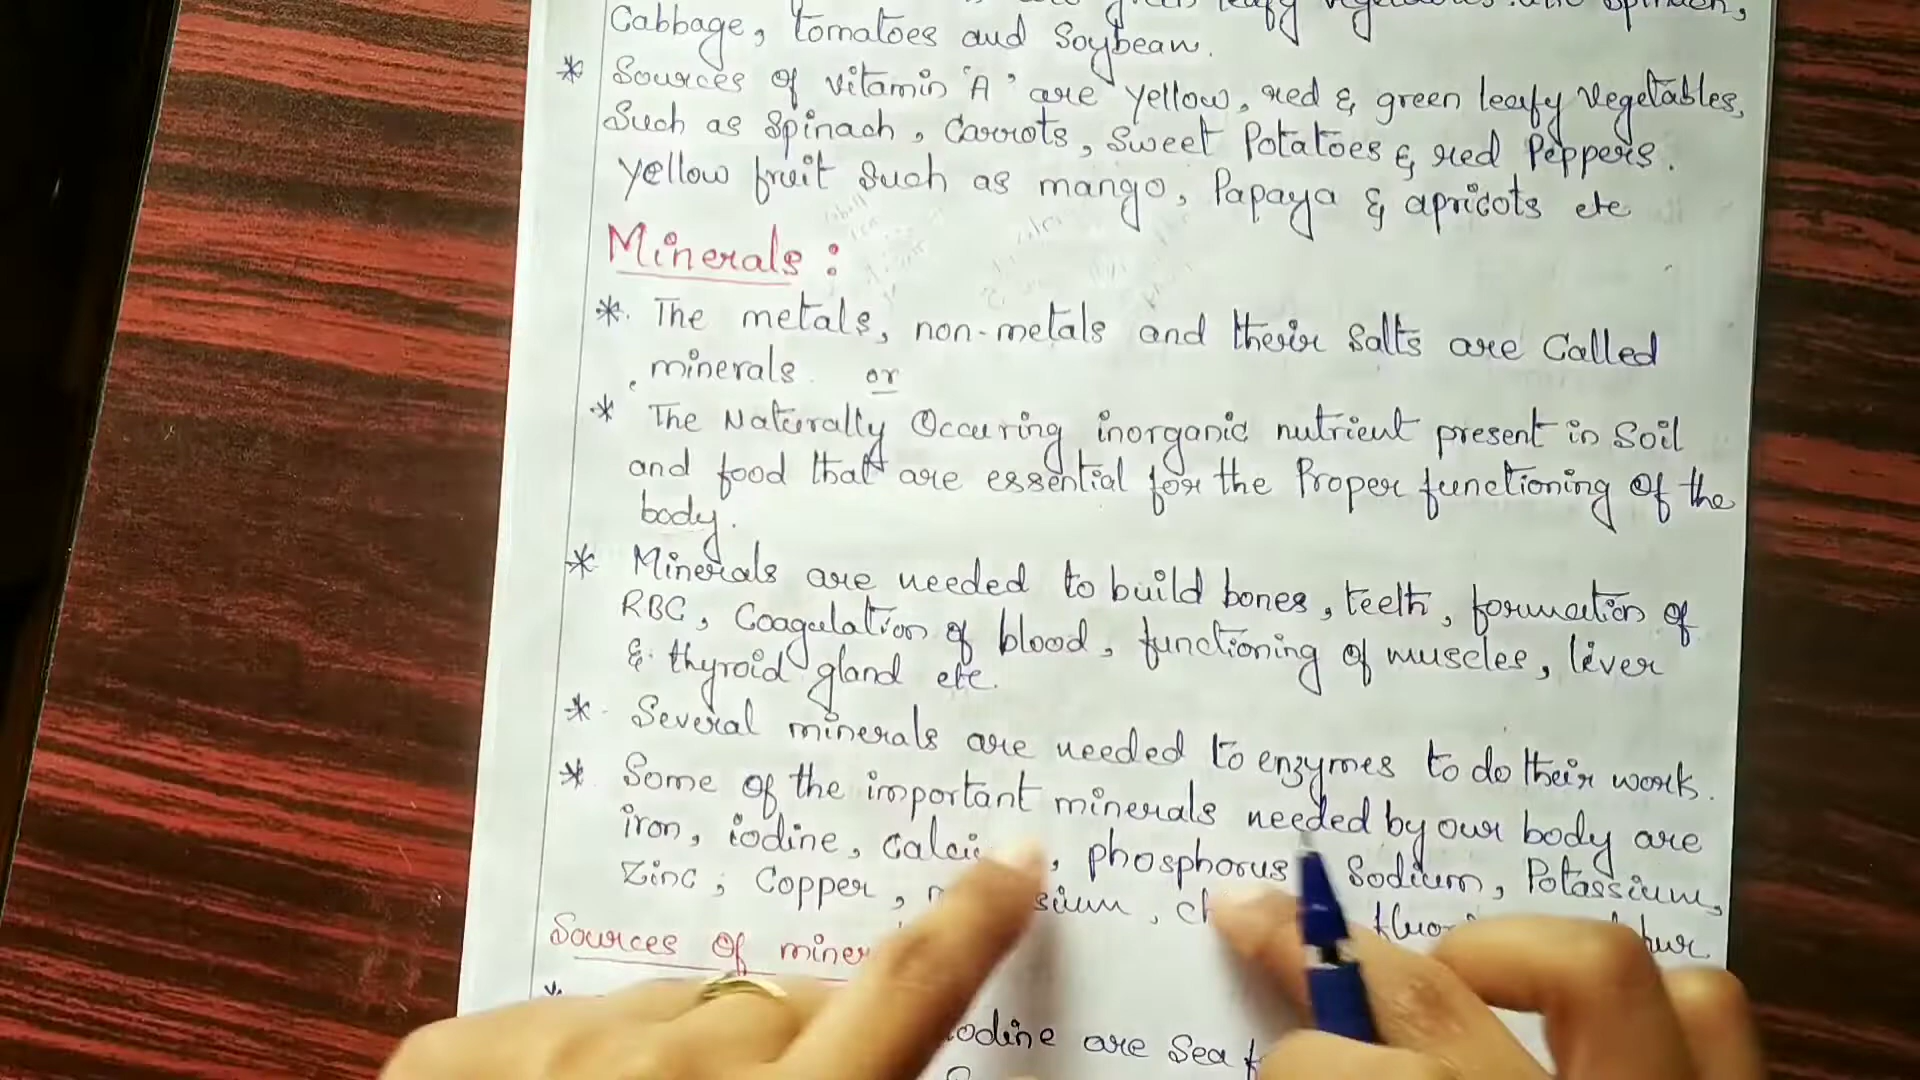 green leafy vegetables
Cabbage, tomatoes and Soybean.
* Sources of vitamin 'A' are yellow, red & green leafy vegetables,
Such as Spinach, Carrots, Sweet Potatoes & red Peppers.
yellow fruit Such as mango, Papaya & apricots etc
Minerals :
*. The metals, non-metals and their Salts are Called
minerals. or
* The Naturally Occuring inorganic nutrient present in Soil
and food that are essential for the Proper functioning of the
body.
* Minerals are needed to build bones, teeth, formation of
RBC, Coagulation of blood, functioning of muscles, liver
& thyroid gland etc.
* Several minerals are needed to enzymes to do their work.
* Some of the important minerals needed by our body are
iron, iodine, phosphorus Sodium, Potassium,
Zinc, Copper,
Sources of
are Sea